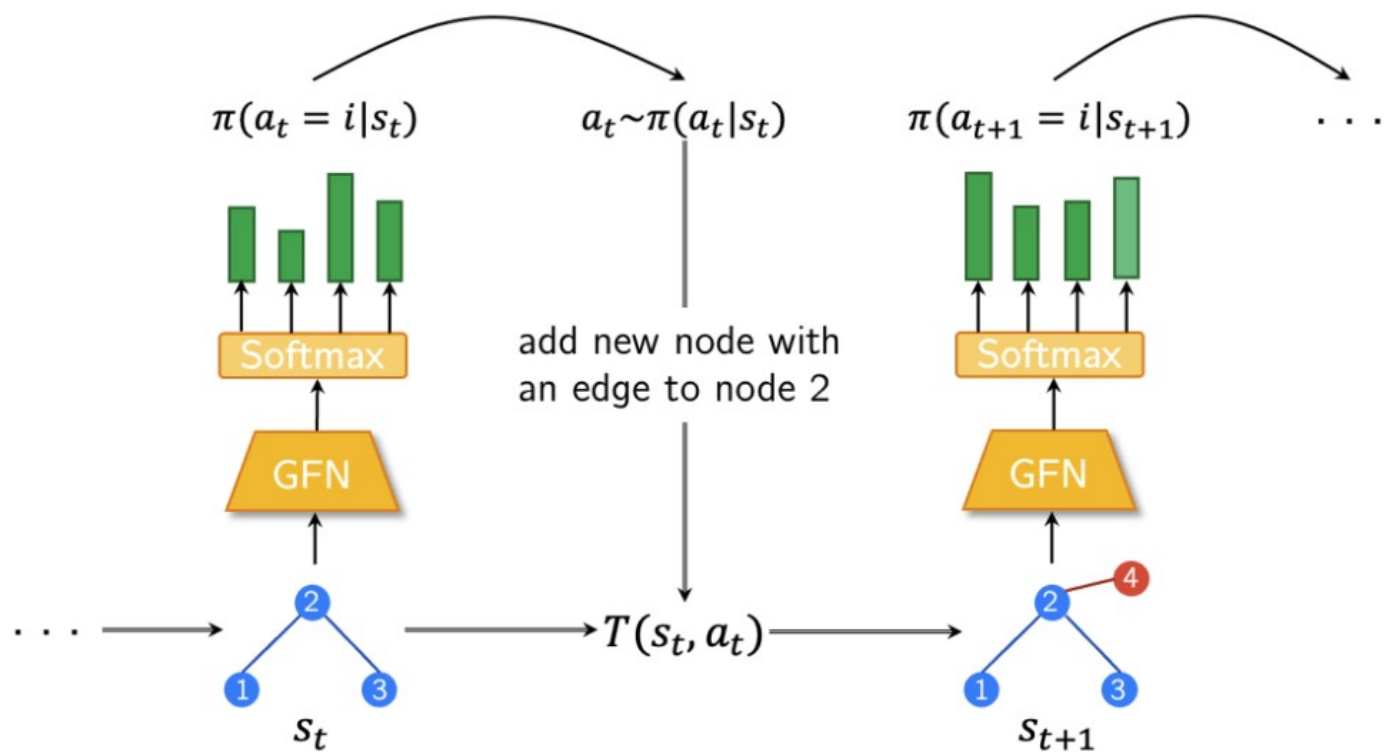 π(a_t = i|s_t)
a_t~π(a_t|s_t)
π(a_{t+1} = i|s_{t+1})
. . .
Softmax
add new node with
an edge to node 2
Softmax
GFN
GFN
. . .
2
1
3
s_t
T(s_t, a_t)
2
4
1
3
s_{t+1}